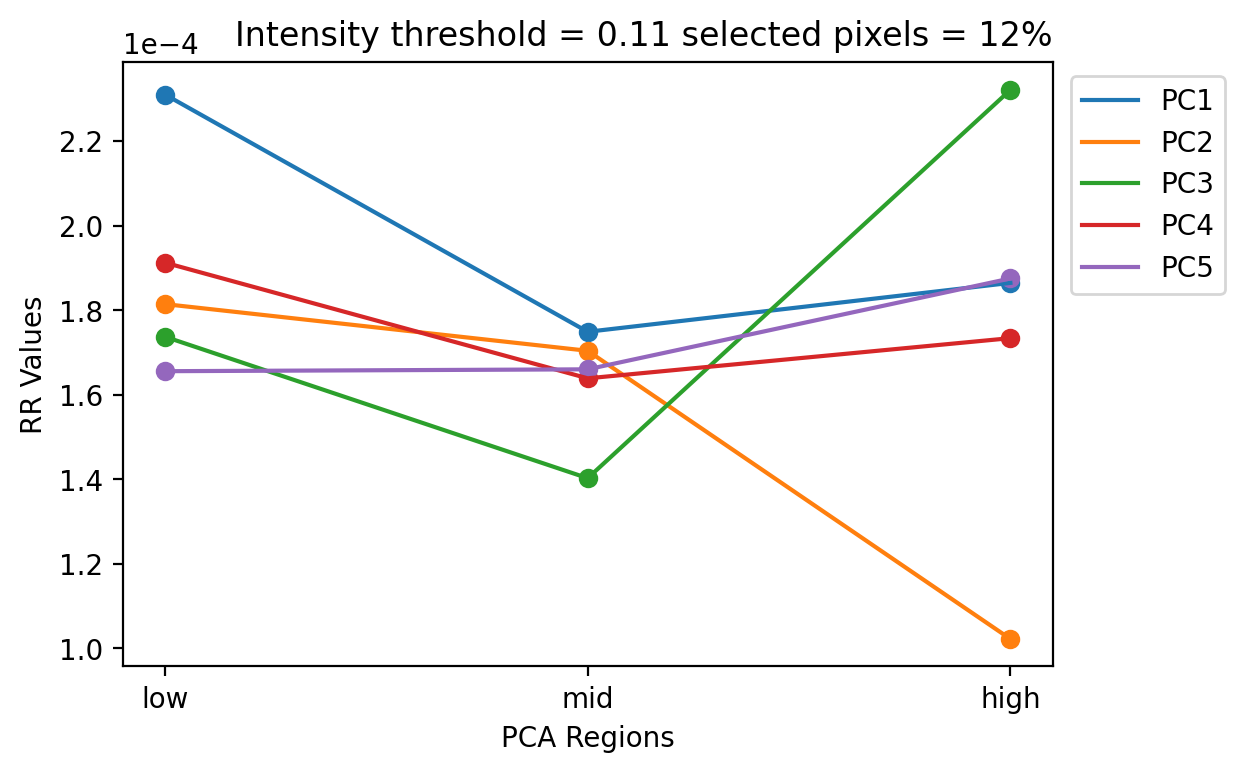 Intensity threshold = 0.11 selected pixels = 12%
1e−4
2.2
2.0
1.8
1.6
1.4
1.2
1.0
RR Values
low
mid
high
PCA Regions
PC1
PC2
PC3
PC4
PC5